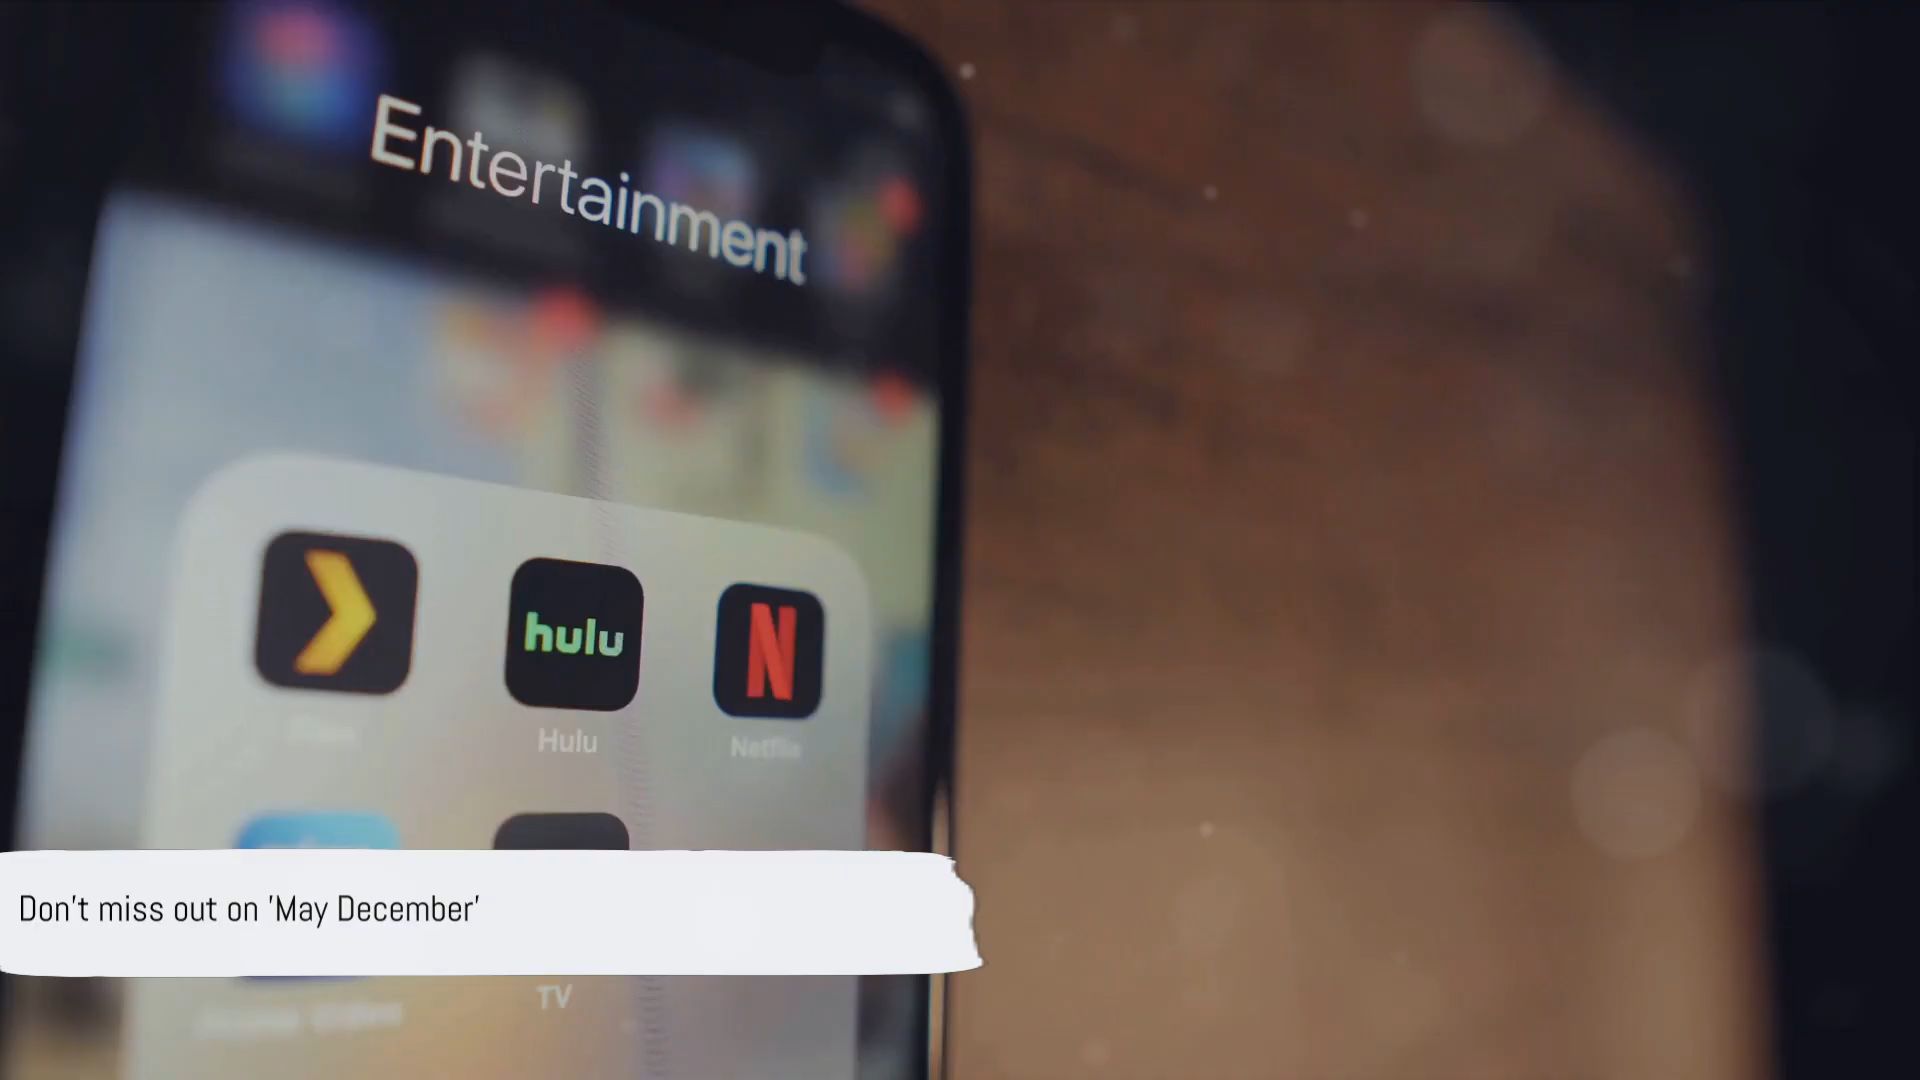 Entertainment
hulu
N
Hulu
Netflix
Don't miss out on 'May December'
TV